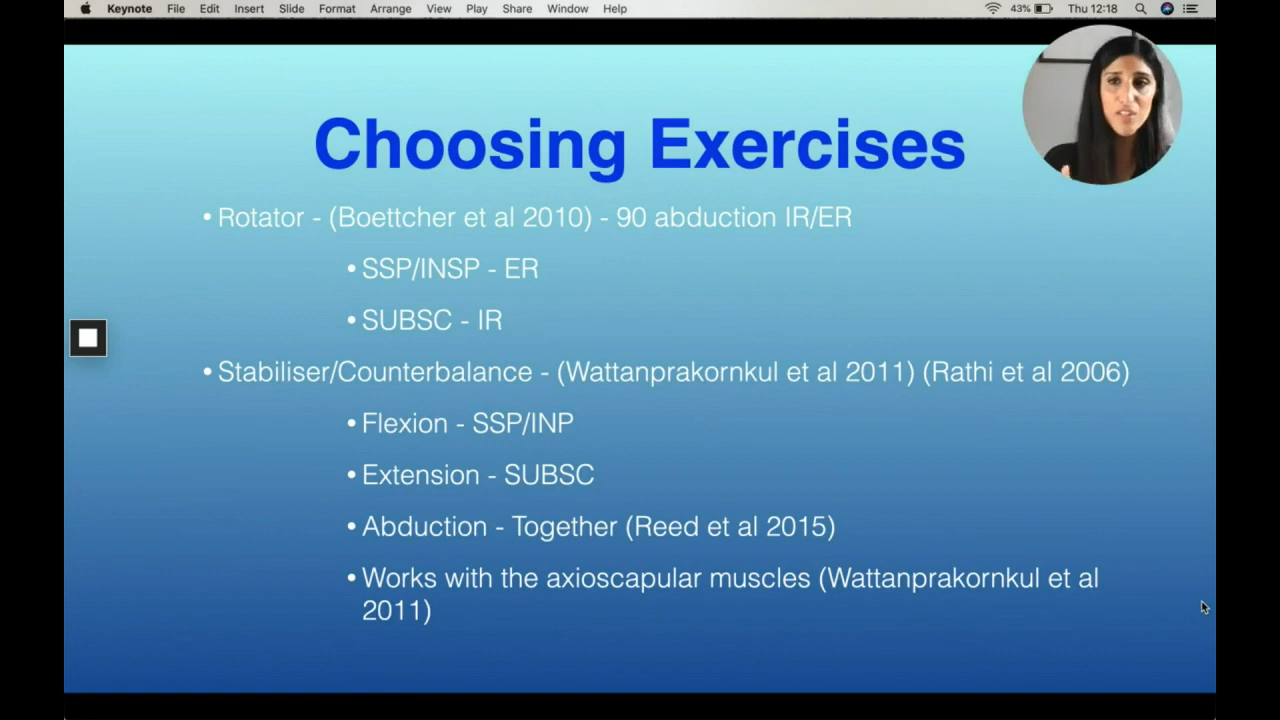 Keynote File Edit Insert Slide Format Arrange View Play Share Window Help 43% Thu 12:18
Choosing Exercises
• Rotator - (Boettcher et al 2010) - 90 abduction IR/ER
• SSP/INSP - ER
• SUBSC - IR
• Stabiliser/Counterbalance - (Wattanprakornkul et al 2011) (Rathi et al 2006)
• Flexion - SSP/INP
• Extension - SUBSC
• Abduction - Together (Reed et al 2015)
• Works with the axioscapular muscles (Wattanprakornkul et al
2011)